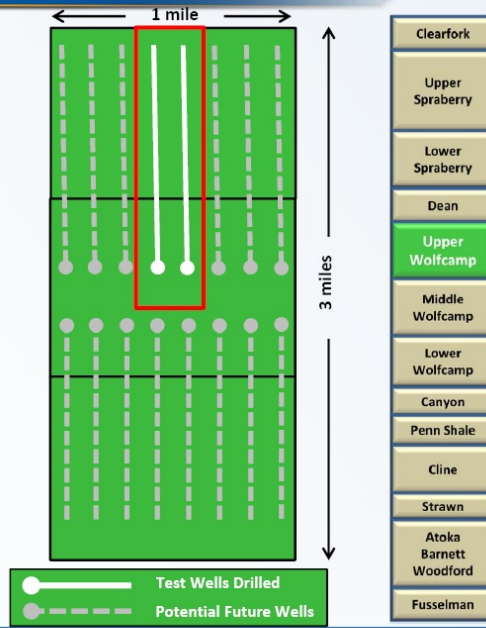 1 mile
3 miles
Test Wells Drilled
Potential Future Wells
Clearfork
Upper
Spraberry
Lower
Spraberry
Dean
Upper
Wolfcamp
Middle
Wolfcamp
Lower
Wolfcamp
Canyon
Penn Shale
Cline
Strawn
Atoka
Barnett
Woodford
Fusselman